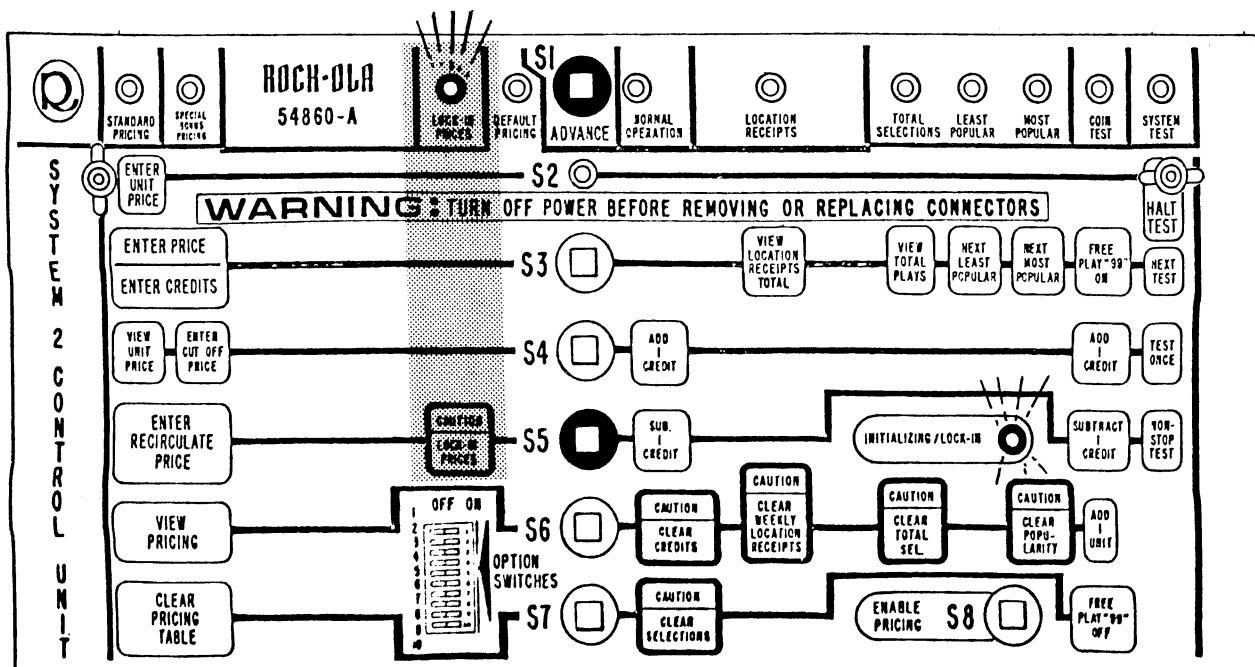 R
STANDARD
PRICING
SPECIAL
BONUS
PRICING
ROCK-OLA
54860-A
LOCK-IN
PRICES
DEFAULT
PRICING
S1
ADVANCE
NORMAL
OPERATION
LOCATION
RECEIPTS
TOTAL
SELECTIONS
LEAST
POPULAR
MOST
POPULAR
COIN
TEST
SYSTEM
TEST
SYSTEM 2 CONTROL UNIT
ENTER
UNIT
PRICE
S2
HALT
TEST
WARNING: TURN OFF POWER BEFORE REMOVING OR REPLACING CONNECTORS
ENTER PRICE
ENTER CREDITS
S3
VIEW
LOCATION
RECEIPTS
TOTAL
VIEW
TOTAL
PLAYS
NEXT
LEAST
POPULAR
NEXT
MOST
POPULAR
FREE
PLAY "99"
ON
NEXT
TEST
VIEW
UNIT
PRICE
ENTER
CUT OFF
PRICE
S4
ADD
1
CREDIT
ADD
1
CREDIT
TEST
ONCE
ENTER
RECIRCULATE
PRICE
CAUTION
LOCK-IN
PRICES
S5
SUB.
1
CREDIT
INITIALIZING/LOCK-IN
SUBTRACT
1
CREDIT
NON-
STOP
TEST
VIEW
PRICING
OFF ON
1
2
3
4
5
6
7
8
9
10
OPTION
SWITCHES
S6
CAUTION
CLEAR
CREDITS
CAUTION
CLEAR
WEEKLY
LOCATION
RECEIPTS
CAUTION
CLEAR
TOTAL
SEL.
CAUTION
CLEAR
POPU-
LARITY
ADD
1
UNIT
CLEAR
PRICING
TABLE
S7
CAUTION
CLEAR
SELECTIONS
ENABLE
PRICING
S8
FREE
PLAY "99"
OFF